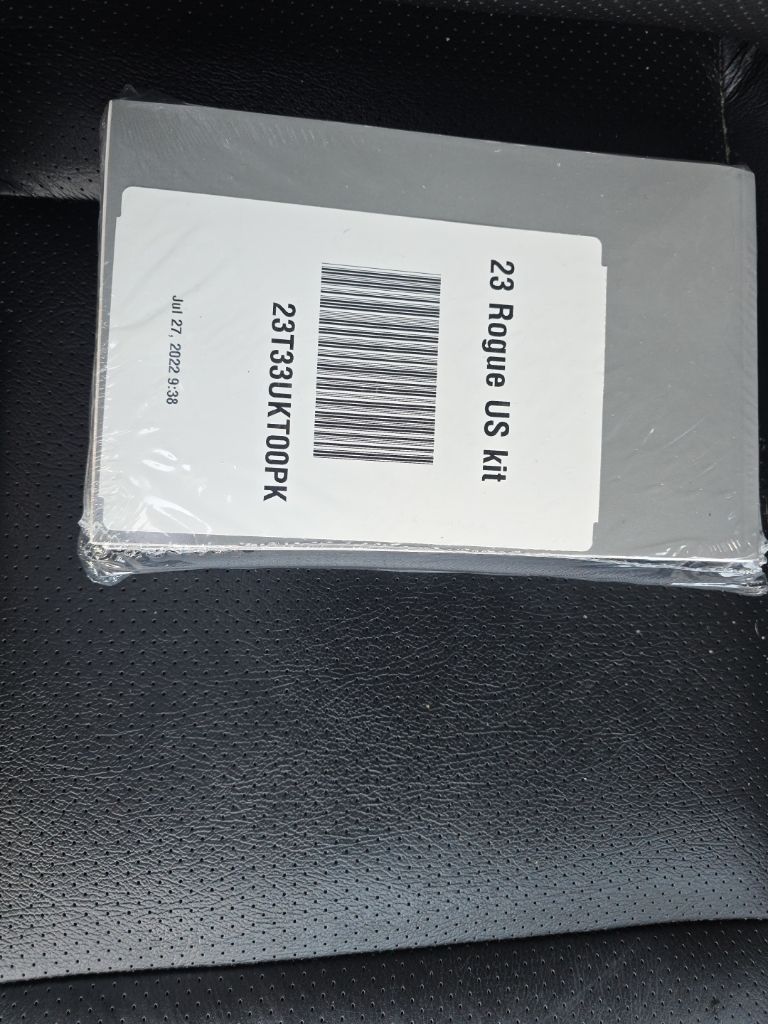 23 Rogue US kit
23T33UKT00PK
Jul 27, 2022 9:38